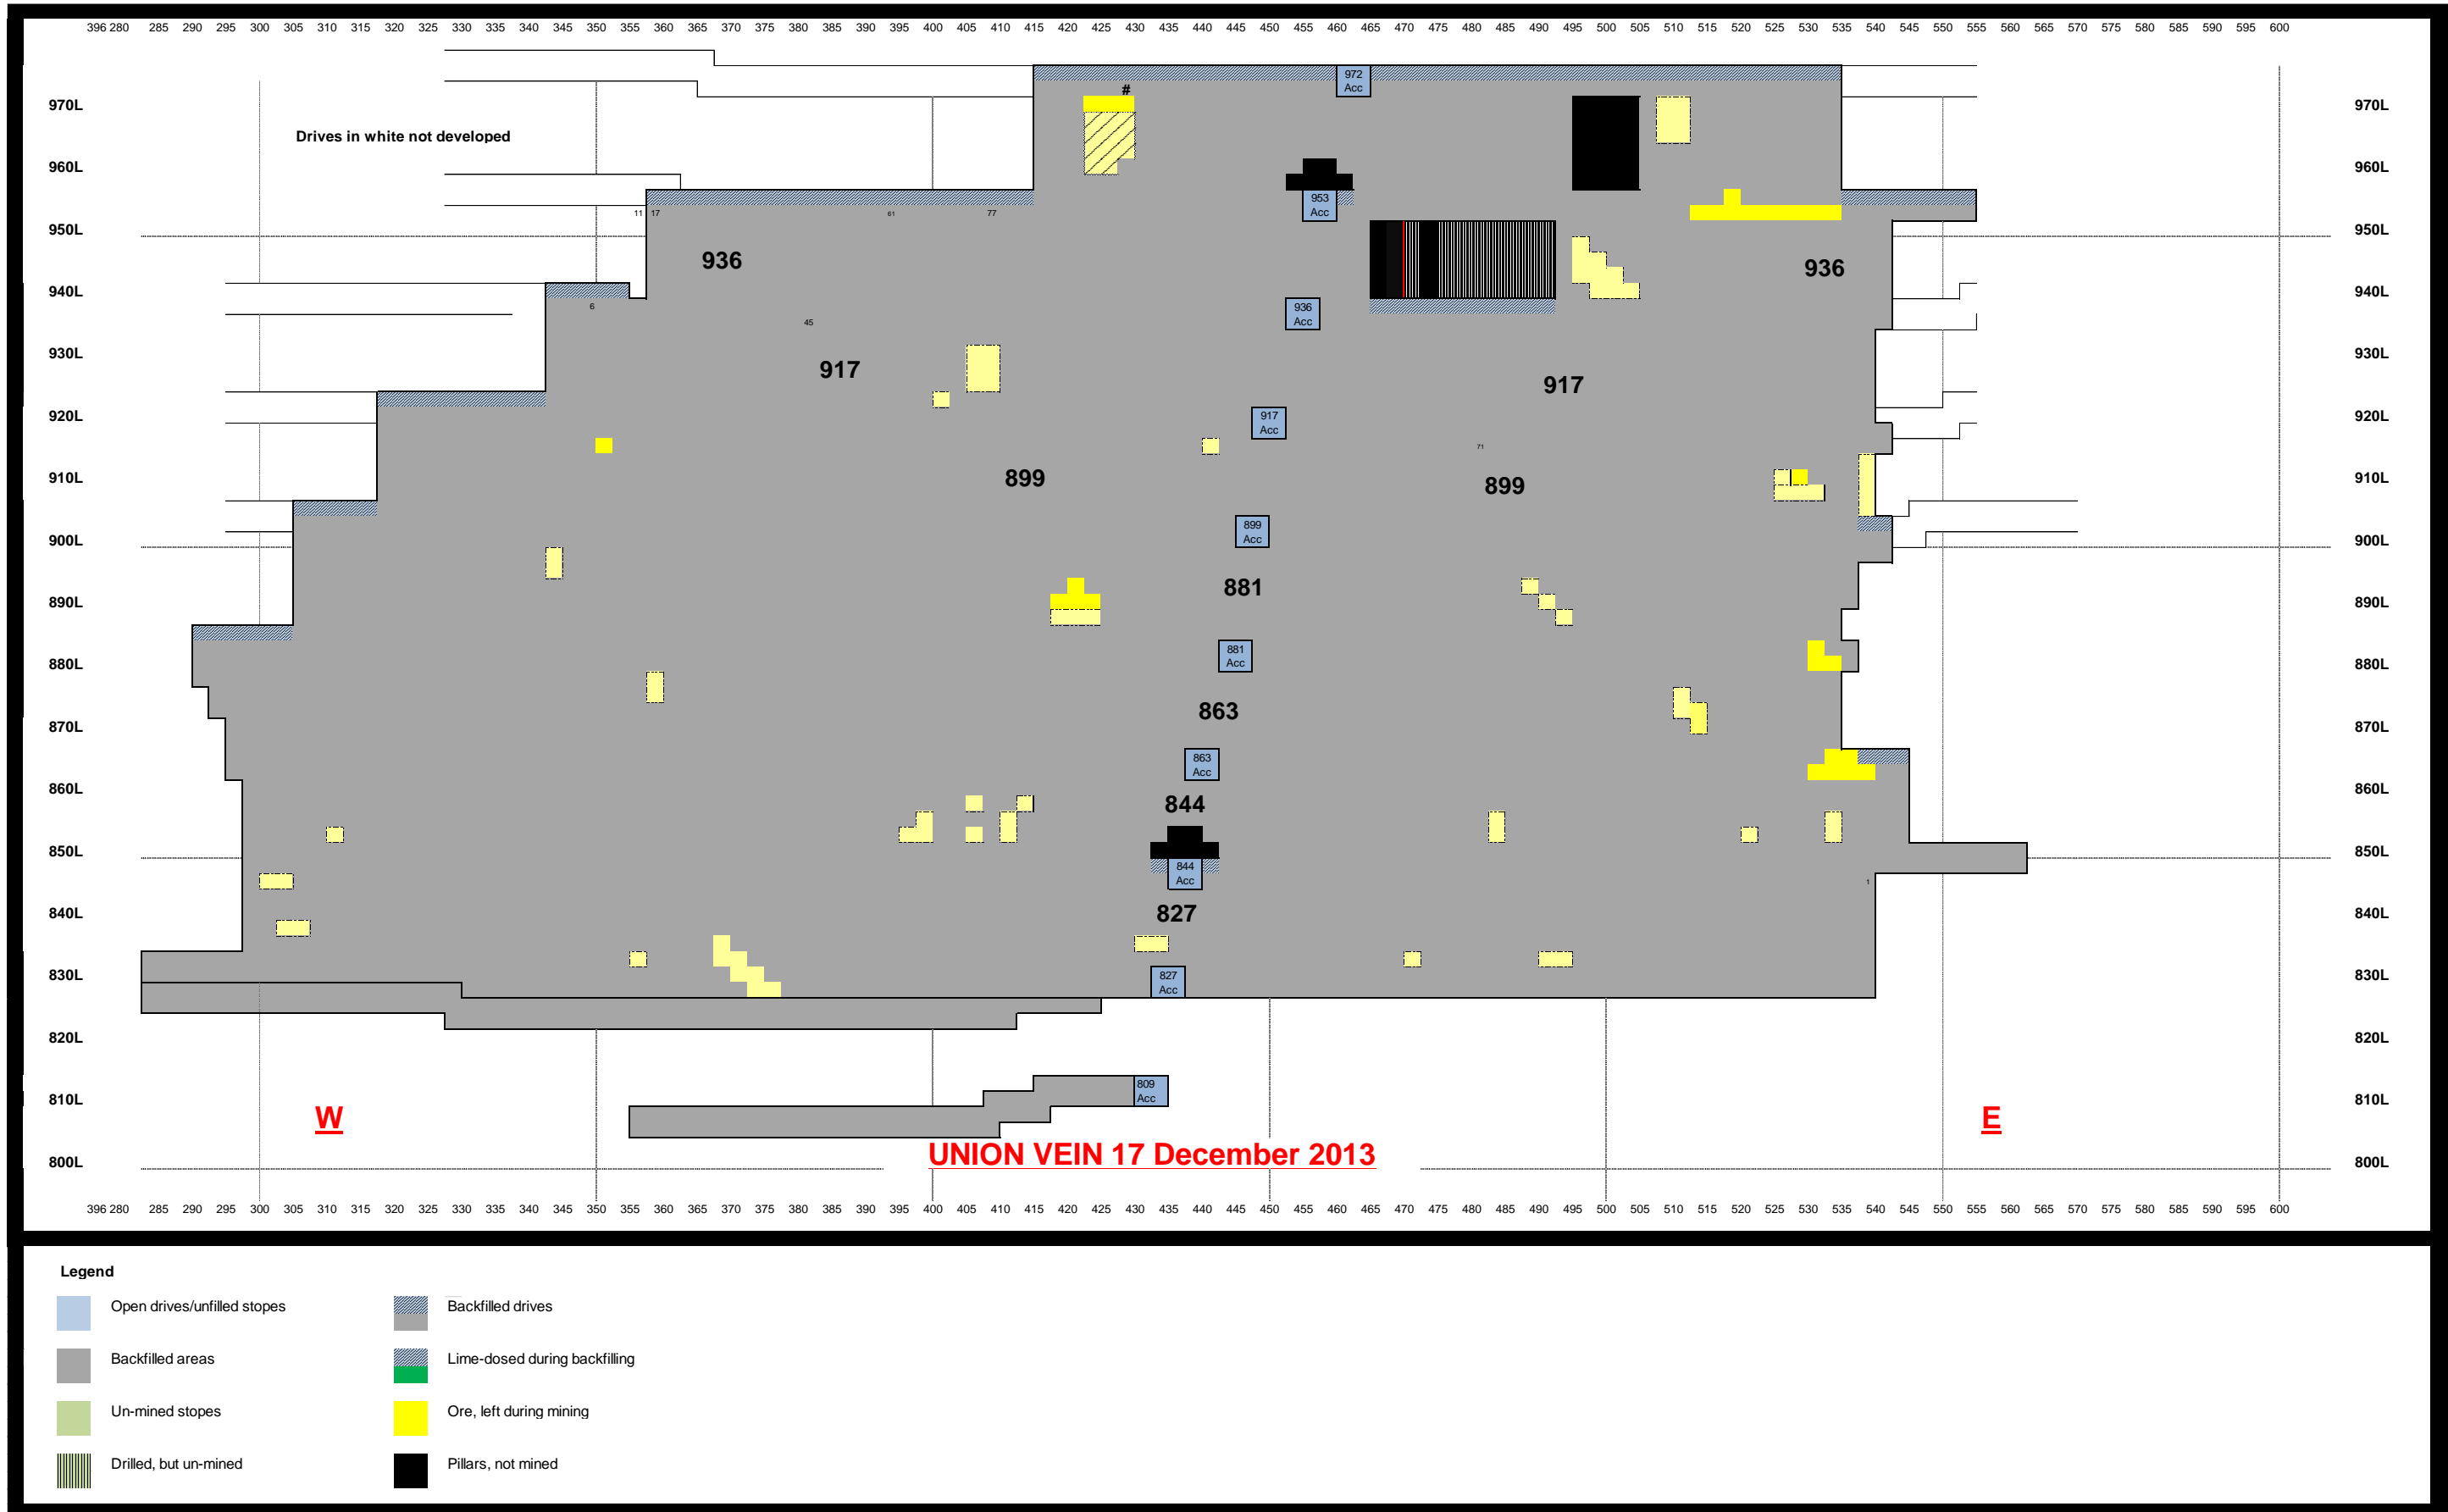 396 280 285 290 295 300 305 310 315 320 325 330 335 340 345 350 355 360 365 370 375 380 385 390 395 400 405 410 415 420 425 430 435 440 445 450 455 460 465 470 475 480 485 490 495 500 505 510 515 520 525 530 535 540 545 550 555 560 565 570 575 580 585 590 595 600
972
Acc
#
970L 970L
Drives in white not developed
960L 960L
953
Acc
11 17 61 77
950L 950L
936 936
940L 940L
6
936
Acc
45
930L 930L
917 917
920L 920L
917
Acc
71
910L 910L
899 899
899
Acc
900L 900L
881
890L 890L
881
Acc
880L 880L
863
870L 870L
863
Acc
860L 860L
844
850L 850L
844
Acc
1
840L 840L
827
830L 830L
827
Acc
820L 820L
809
Acc
810L 810L
W E
UNION VEIN 17 December 2013
800L 800L
396 280 285 290 295 300 305 310 315 320 325 330 335 340 345 350 355 360 365 370 375 380 385 390 395 400 405 410 415 420 425 430 435 440 445 450 455 460 465 470 475 480 485 490 495 500 505 510 515 520 525 530 535 540 545 550 555 560 565 570 575 580 585 590 595 600
Legend
Open drives/unfilled stopes
Backfilled drives
Backfilled areas
Lime-dosed during backfilling
Un-mined stopes
Ore, left during mining
Drilled, but un-mined
Pillars, not mined